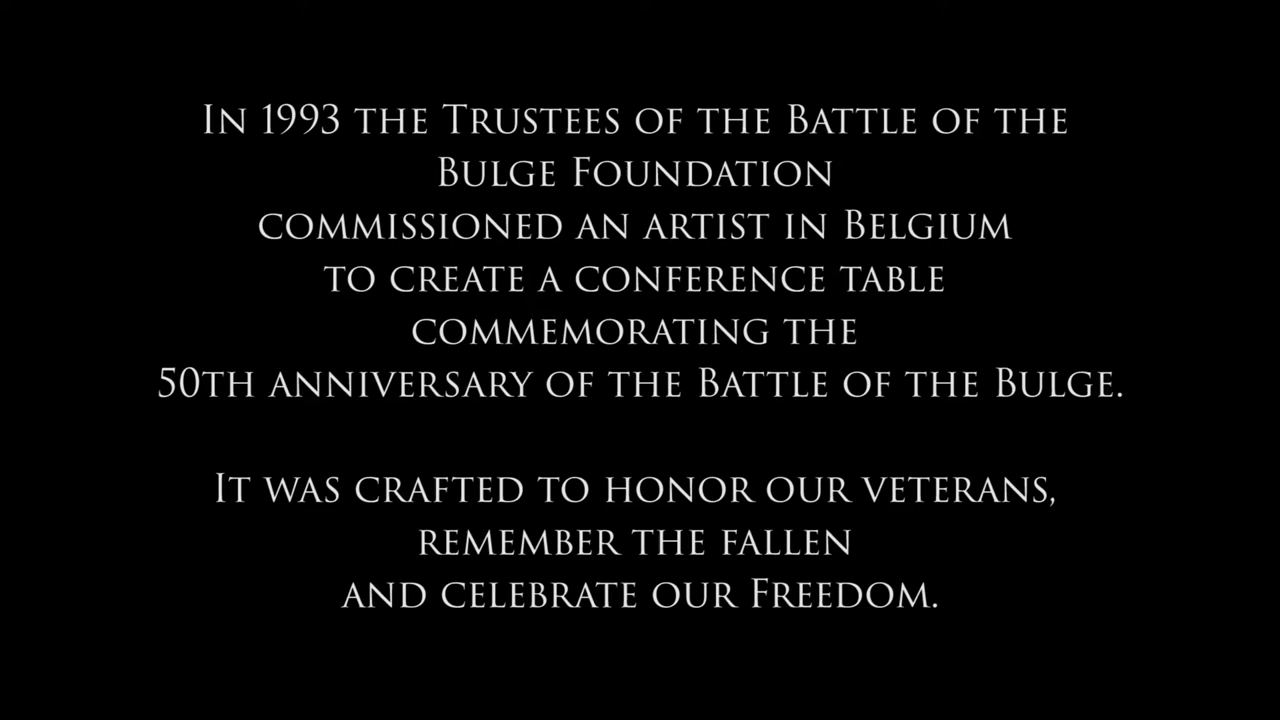 In 1993 the Trustees of the Battle of the
Bulge Foundation
commissioned an artist in Belgium
to create a conference table
commemorating the
50th anniversary of the Battle of the Bulge.
It was crafted to honor our veterans,
remember the fallen
and celebrate our Freedom.